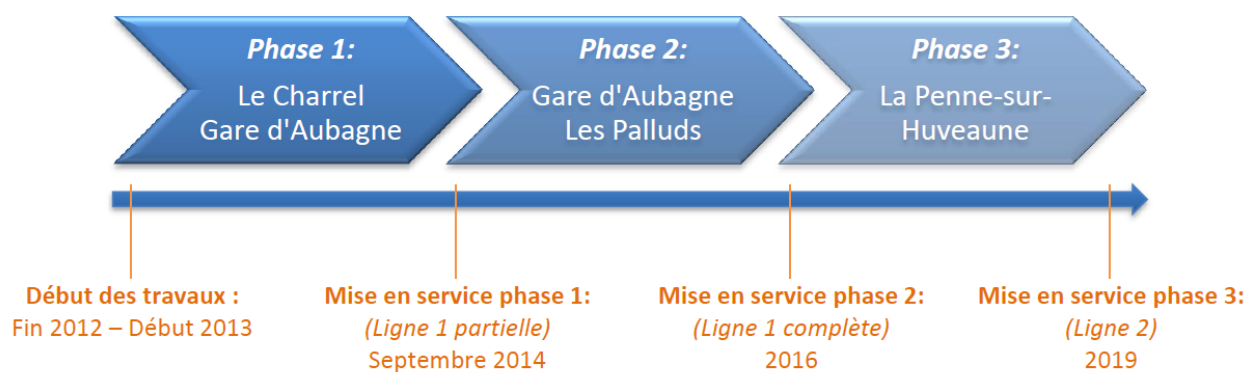 Phase 1:
Le Charrel
Gare d'Aubagne
Phase 2:
Gare d'Aubagne
Les Palluds
Phase 3:
La Penne-sur-
Huveaune
Début des travaux :
Fin 2012 – Début 2013
Mise en service phase 1:
(Ligne 1 partielle)
Septembre 2014
Mise en service phase 2:
(Ligne 1 complète)
2016
Mise en service phase 3:
(Ligne 2)
2019